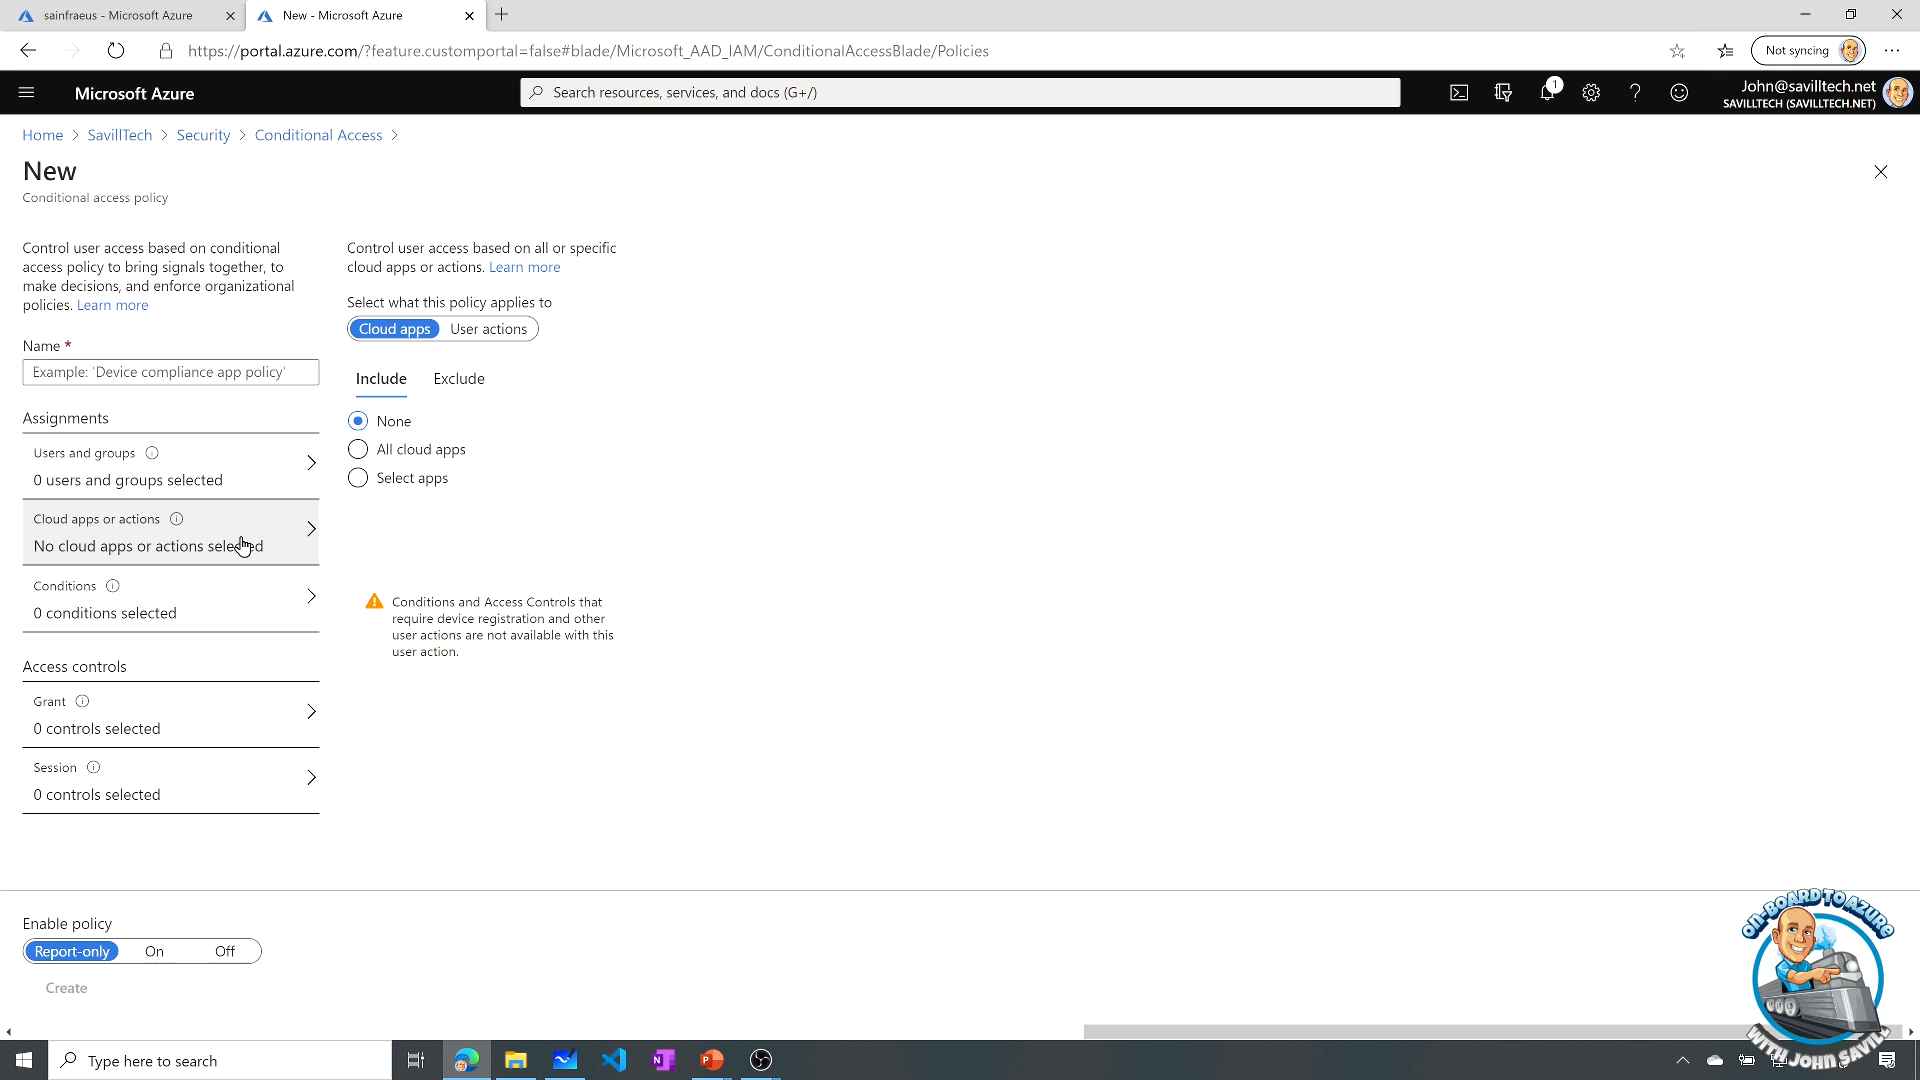 sainfraeus - Microsoft Azure
New - Microsoft Azure
https://portal.azure.com/?feature.customportal=false#blade/Microsoft_AAD_IAM/ConditionalAccessBlade/Policies
Not syncing
Microsoft Azure
Search resources, services, and docs (G+/)
1
John@savilltech.net
SAVILLTECH (SAVILLTECH.NET)
Home > SavillTech > Security > Conditional Access >
New
Conditional access policy
Control user access based on conditional
access policy to bring signals together, to
make decisions, and enforce organizational
policies. Learn more
Name *
Example: 'Device compliance app policy'
Assignments
Users and groups
0 users and groups selected
Cloud apps or actions
No cloud apps or actions selected
Conditions
0 conditions selected
Access controls
Grant
0 controls selected
Session
0 controls selected
Control user access based on all or specific
cloud apps or actions. Learn more
Select what this policy applies to
Cloud apps User actions
Include Exclude
None
All cloud apps
Select apps
Conditions and Access Controls that
require device registration and other
user actions are not available with this
user action.
Enable policy
Report-only On Off
Create
ON-BOARD TO AZURE
WITH JOHN SAVILL
Type here to search